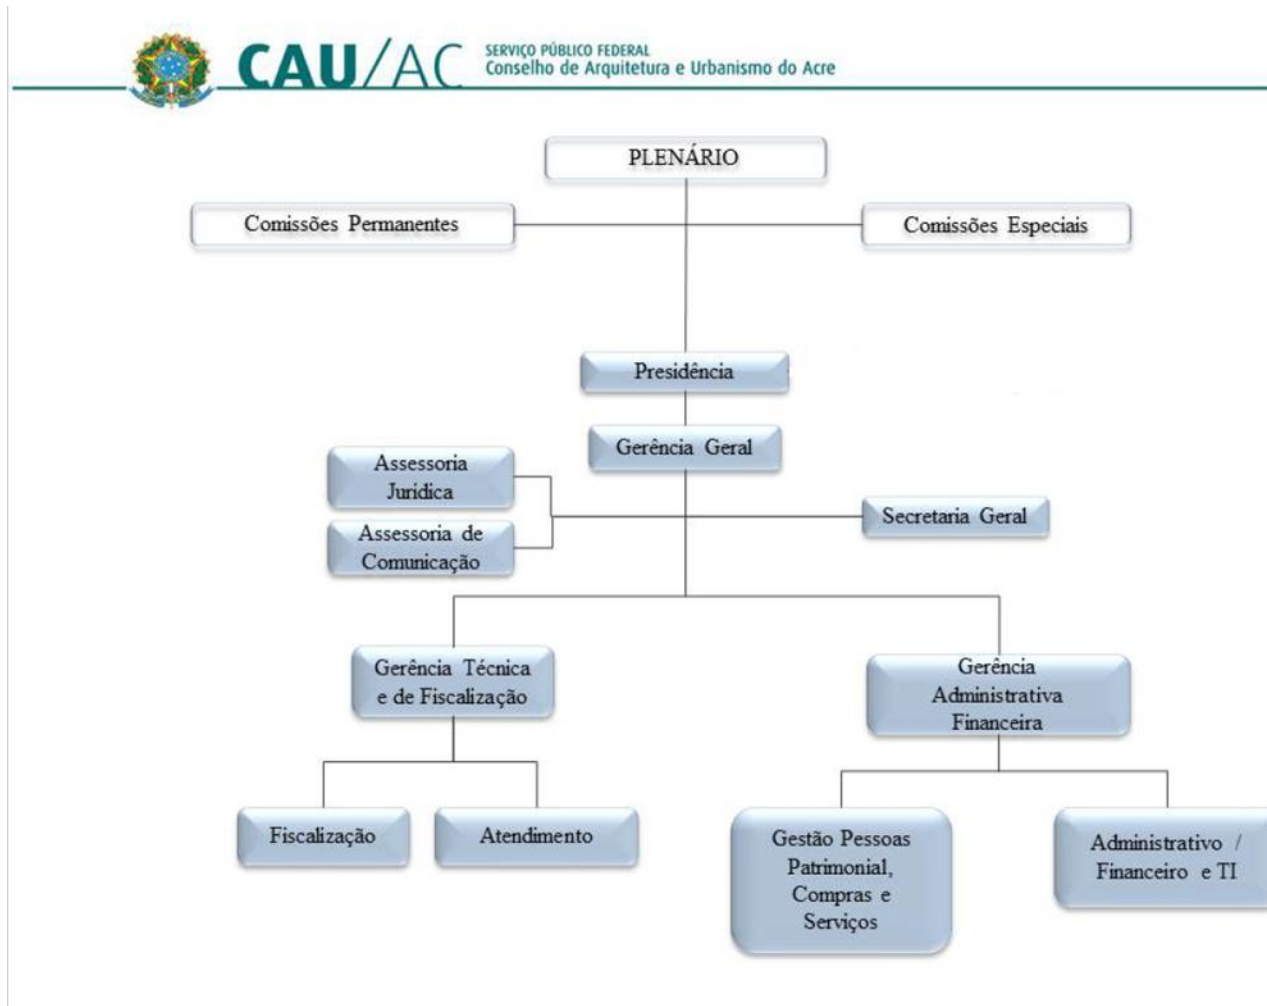 CAU/AC
SERVIÇO PÚBLICO FEDERAL
Conselho de Arquitetura e Urbanismo do Acre
PLENÁRIO
Comissões Permanentes
Comissões Especiais
Presidência
Gerência Geral
Assessoria
Jurídica
Secretaria Geral
Assessoria de
Comunicação
Gerência Técnica
e de Fiscalização
Gerência
Administrativa
Financeira
Fiscalização
Atendimento
Gestão Pessoas
Patrimonial,
Compras e
Serviços
Administrativo /
Financeiro e TI